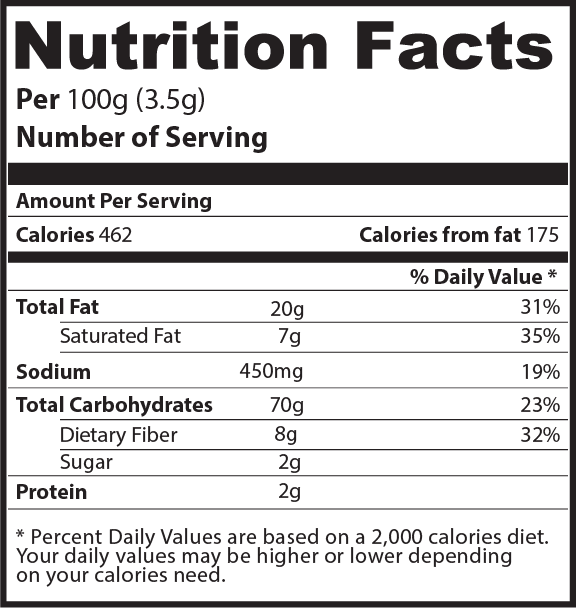 Nutrition Facts
Per 100g (3.5g)
Number of Serving
Amount Per Serving
Calories 462 Calories from fat 175
% Daily Value *
Total Fat 20g 31%
Saturated Fat 7g 35%
Sodium 450mg 19%
Total Carbohydrates 70g 23%
Dietary Fiber 8g 32%
Sugar 2g
Protein 2g
* Percent Daily Values are based on a 2,000 calories diet.
Your daily values may be higher or lower depending
on your calories need.